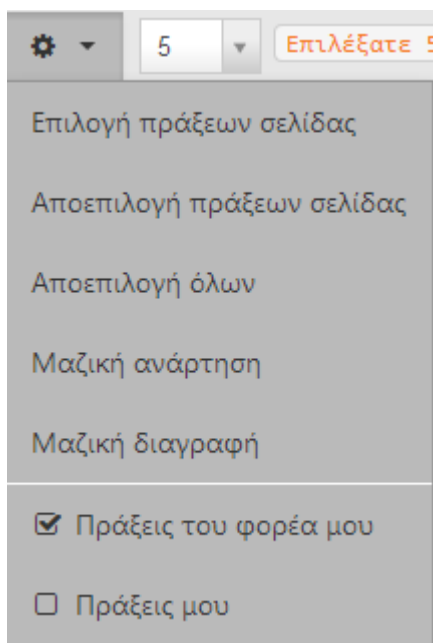 5 Επιλέξατε 5
Επιλογή πράξεων σελίδας
Αποεπιλογή πράξεων σελίδας
Αποεπιλογή όλων
Μαζική ανάρτηση
Μαζική διαγραφή
Πράξεις του φορέα μου
Πράξεις μου